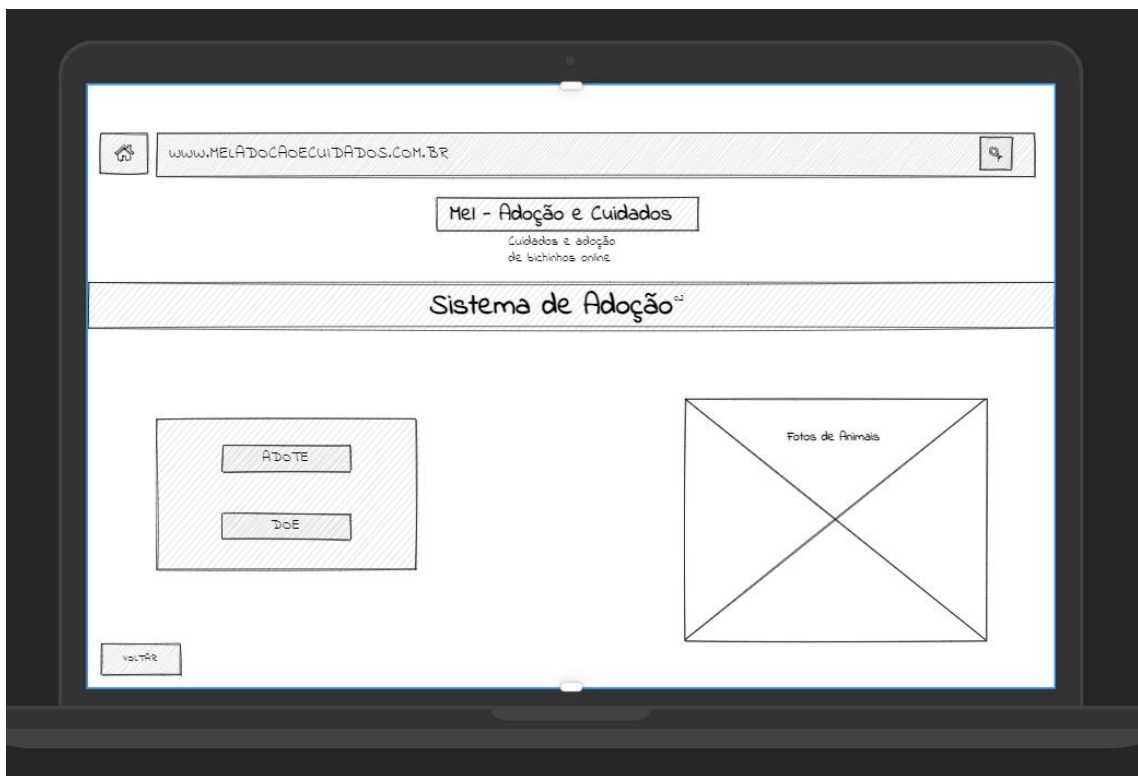 WWW.MELADOCAOECUIDADOS.COM.BR
Mel - Adoção e Cuidados
Cuidados e adoção
de bichinhos online
Sistema de Adoção
ADOTE
DOE
Fotos de Animais
VOLTAR